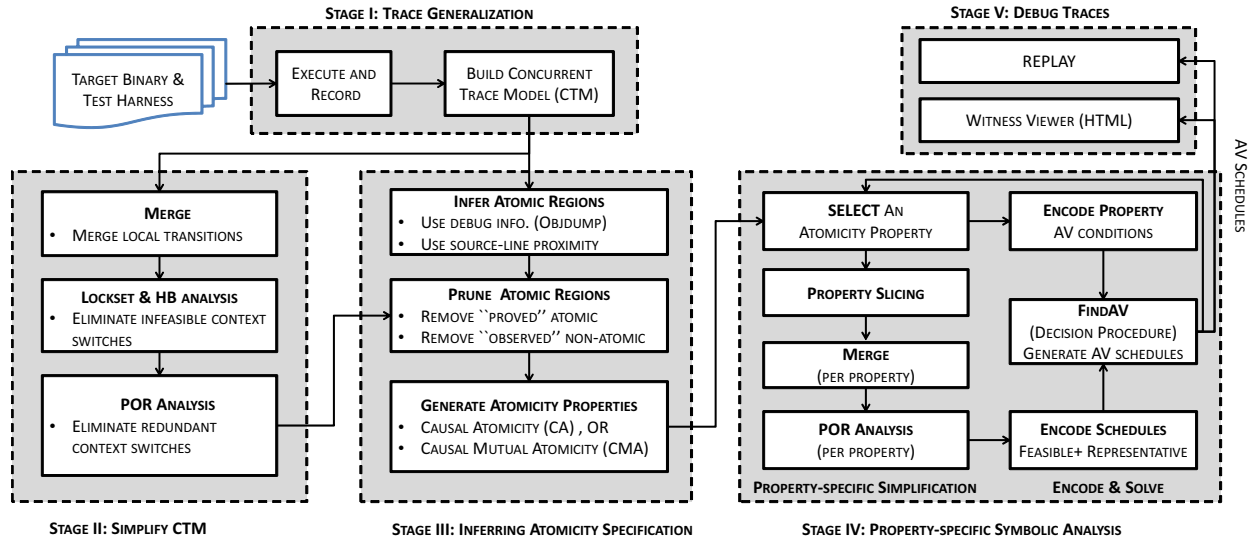 Stage I: Trace Generalization
Target Binary &
Test Harness
Execute and
Record
Build Concurrent
Trace Model (CTM)
Stage V: Debug Traces
REPLAY
Witness Viewer (HTML)
AV Schedules
Merge
• Merge local transitions
Lockset & HB analysis
• Eliminate infeasible context
switches
POR Analysis
• Eliminate redundant
context switches
Stage II: Simplify CTM
Infer Atomic Regions
• Use debug info. (Objdump)
• Use source-line proximity
Prune Atomic Regions
• Remove ``proved'' atomic
• Remove ``observed'' non-atomic
Generate Atomicity Properties
• Causal Atomicity (CA) , OR
• Causal Mutual Atomicity (CMA)
Stage III: Inferring Atomicity Specification
SELECT An
Atomicity Property
Property Slicing
Merge
(per property)
POR Analysis
(per property)
Property-specific Simplification
Encode Property
AV conditions
FindAV
(Decision Procedure)
Generate AV schedules
Encode Schedules
Feasible+ Representative
Encode & Solve
Stage IV: Property-specific Symbolic Analysis